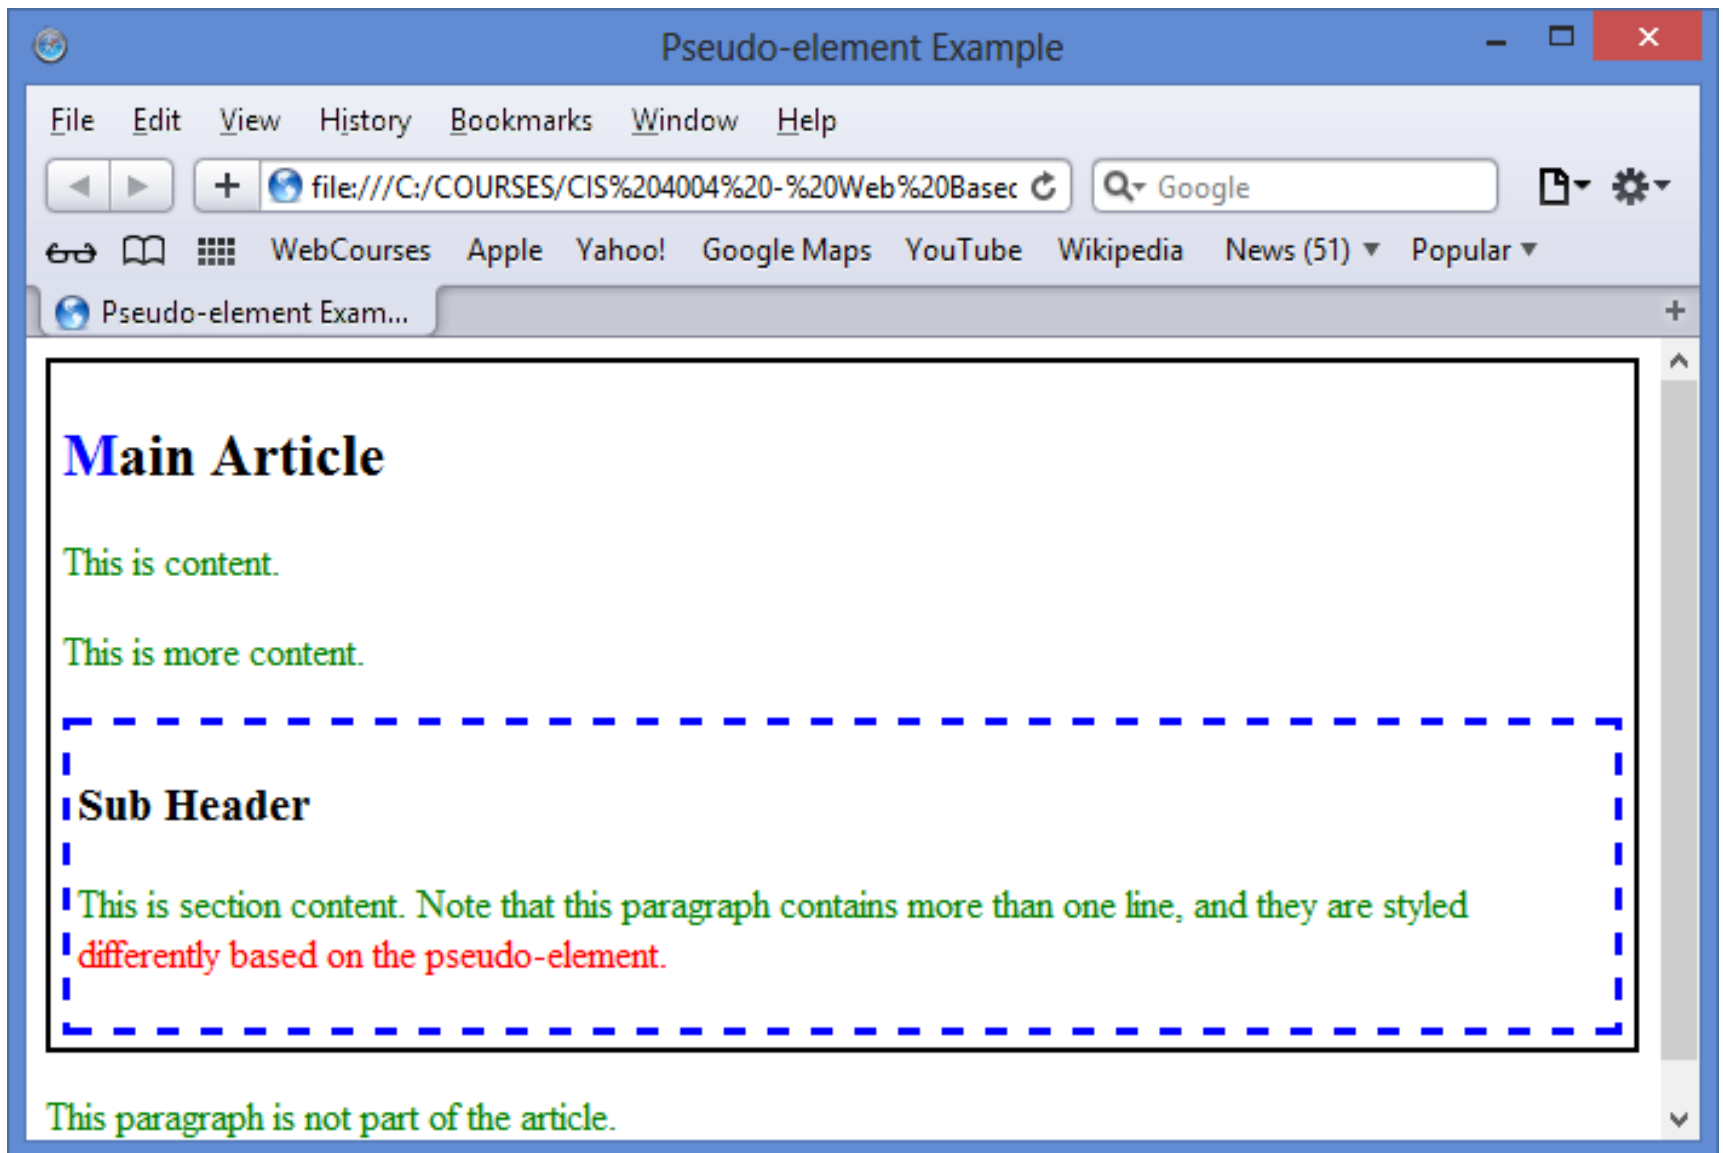 Pseudo-element Example
File Edit View History Bookmarks Window Help
file:///C:/COURSES/CIS%204004%20-%20Web%20Based Google
WebCourses Apple Yahoo! Google Maps YouTube Wikipedia News (51) Popular
Pseudo-element Exam...
Main Article
This is content.
This is more content.
Sub Header
This is section content. Note that this paragraph contains more than one line, and they are styled
differently based on the pseudo-element.
This paragraph is not part of the article.